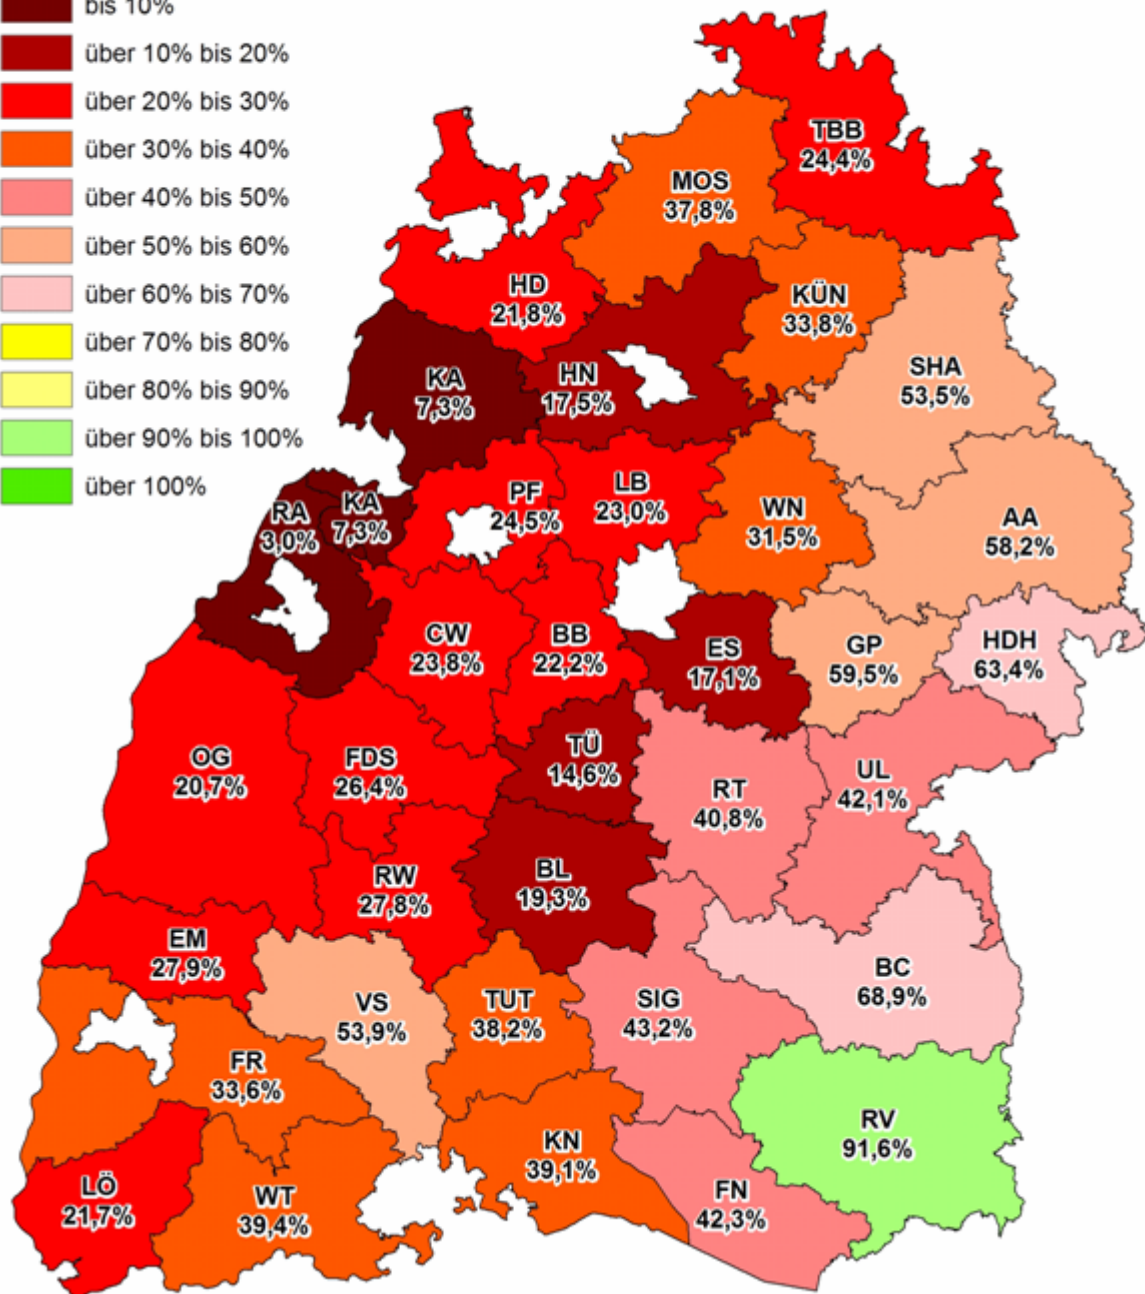 bis 10%
über 10% bis 20%
über 20% bis 30%
über 30% bis 40%
über 40% bis 50%
über 50% bis 60%
über 60% bis 70%
über 70% bis 80%
über 80% bis 90%
über 90% bis 100%
über 100%
TBB
24,4%
MOS
37,8%
HD
21,8%
KÜN
33,8%
SHA
53,5%
KA
7,3%
HN
17,5%
RA
3,0%
KA
7,3%
PF
24,5%
LB
23,0%
WN
31,5%
AA
58,2%
CW
23,8%
BB
22,2%
ES
17,1%
GP
59,5%
HDH
63,4%
OG
20,7%
FDS
26,4%
TÜ
14,6%
RT
40,8%
UL
42,1%
RW
27,8%
BL
19,3%
EM
27,9%
VS
53,9%
TUT
38,2%
SIG
43,2%
BC
68,9%
FR
33,6%
RV
91,6%
KN
39,1%
LÖ
21,7%
WT
39,4%
FN
42,3%